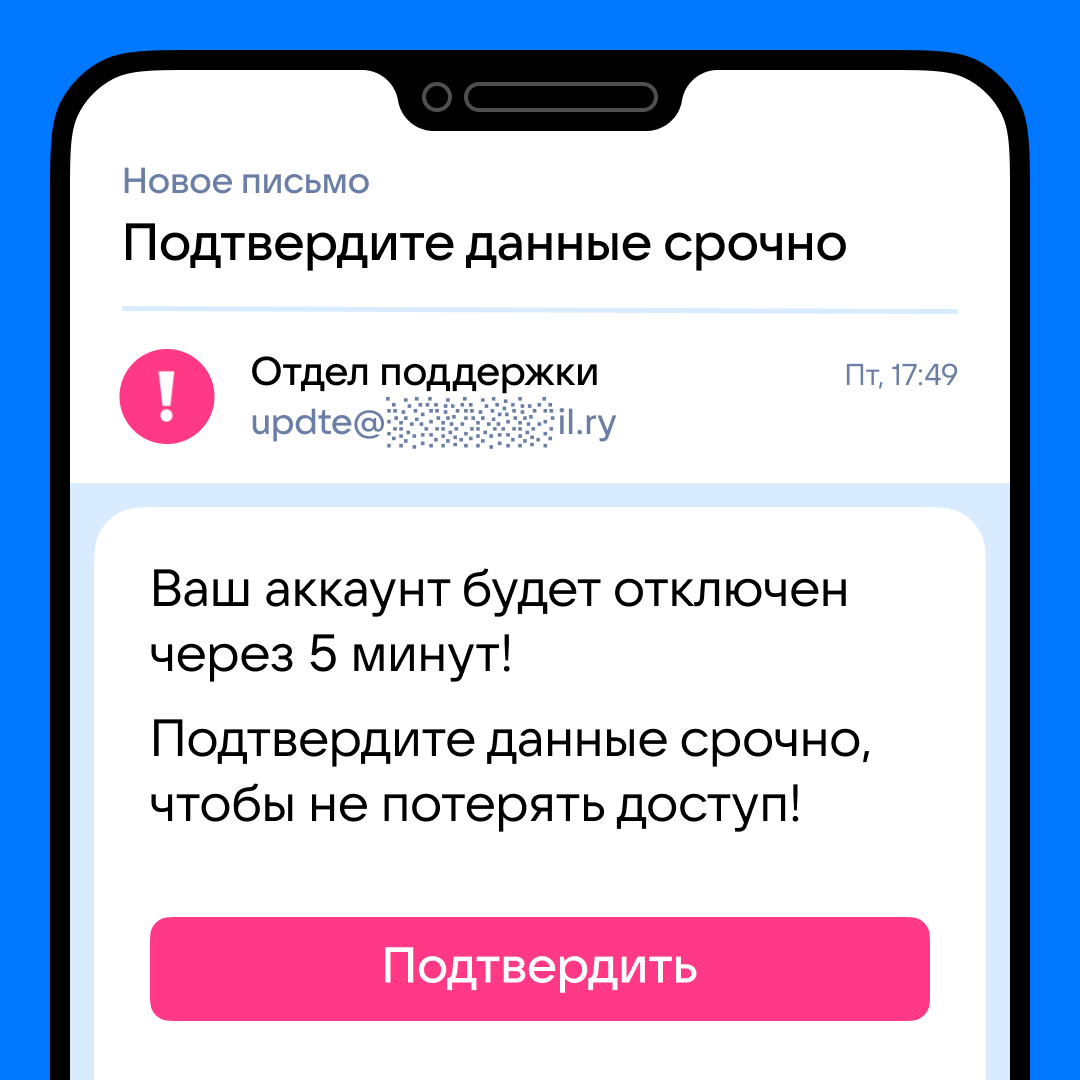 Новое письмо
Подтвердите данные срочно
Отдел поддержки
Пт, 17:49
updte@ il.ry
Ваш аккаунт будет отключен
через 5 минут!
Подтвердите данные срочно,
чтобы не потерять доступ!
Подтвердить